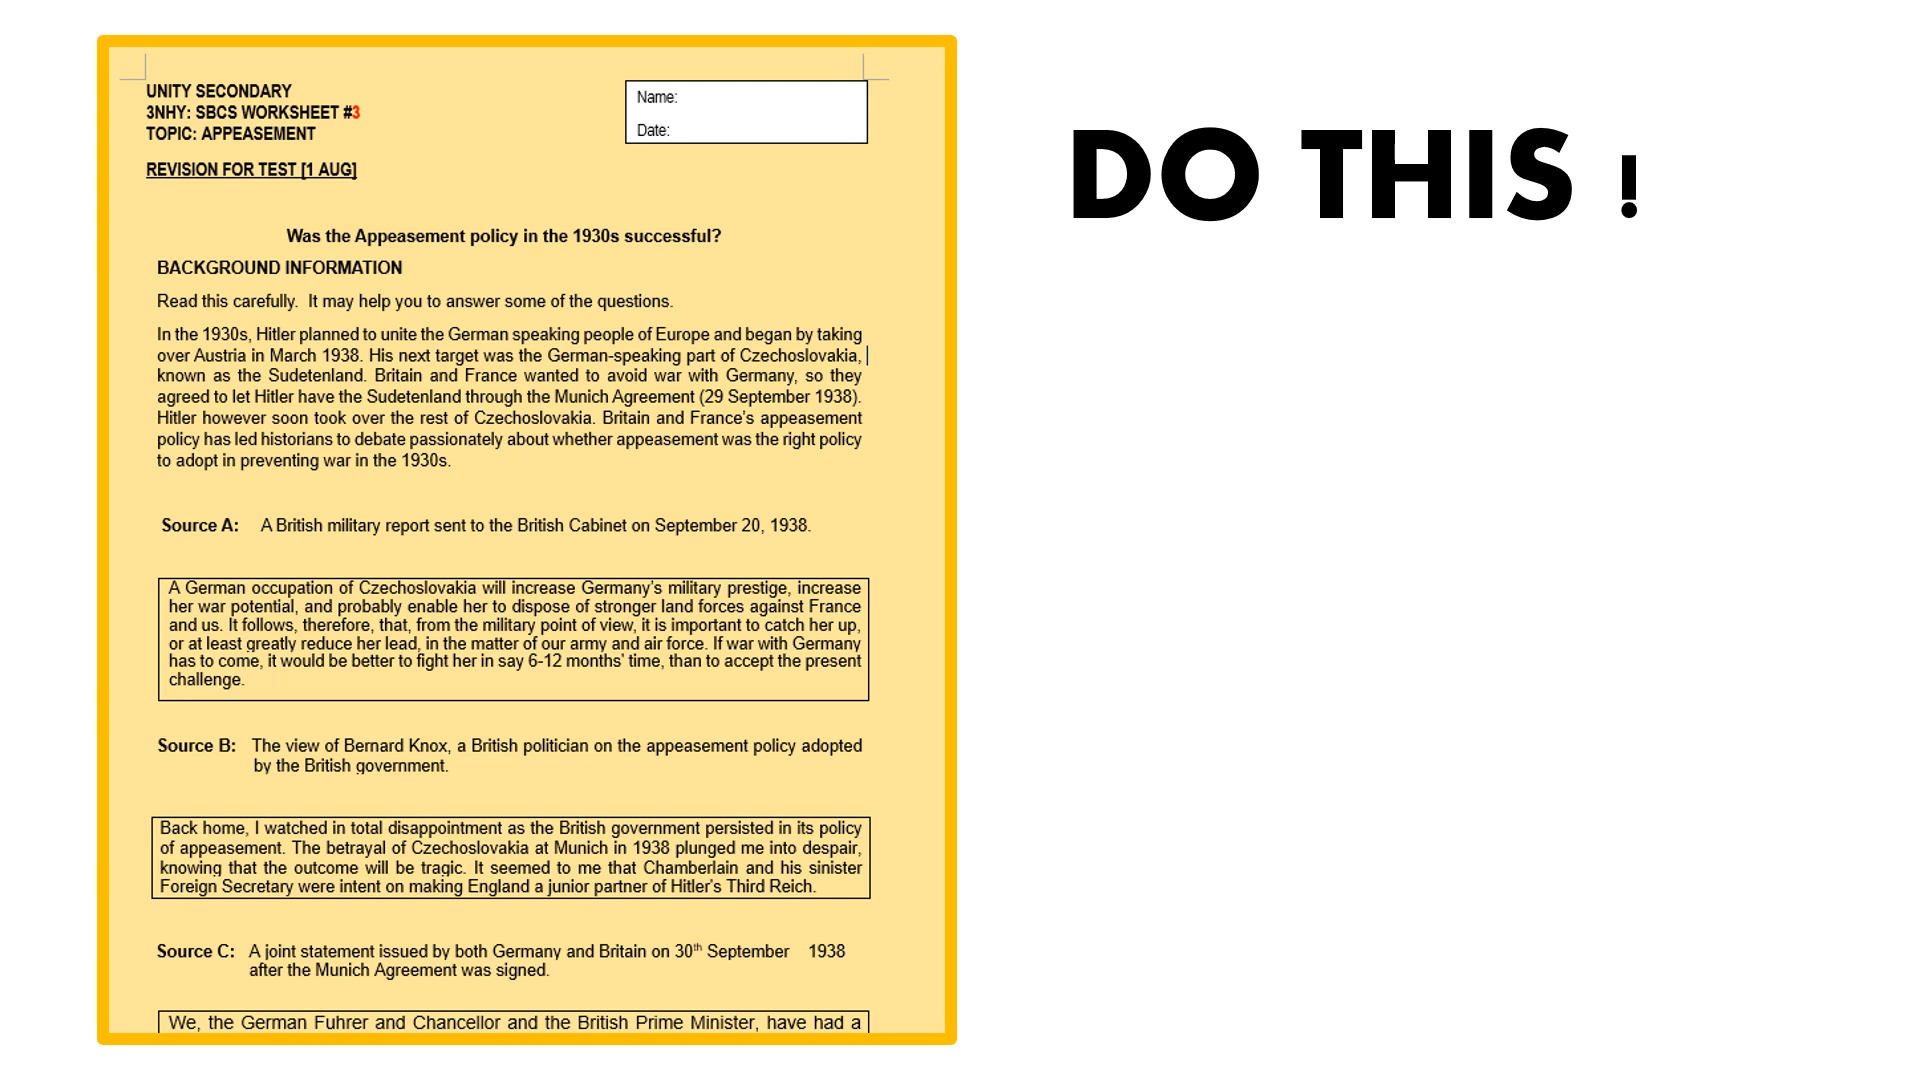 UNITY SECONDARY
3NHY: SBCS WORKSHEET #3
TOPIC: APPEASEMENT
Name:
Date:
REVISION FOR TEST [1 AUG]
Was the Appeasement policy in the 1930s successful?
BACKGROUND INFORMATION
Read this carefully.  It may help you to answer some of the questions.
In the 1930s, Hitler planned to unite the German speaking people of Europe and began by taking
over Austria in March 1938. His next target was the German-speaking part of Czechoslovakia,
known as the Sudetenland. Britain and France wanted to avoid war with Germany, so they
agreed to let Hitler have the Sudetenland through the Munich Agreement (29 September 1938).
Hitler however soon took over the rest of Czechoslovakia. Britain and France's appeasement
policy has led historians to debate passionately about whether appeasement was the right policy
to adopt in preventing war in the 1930s.
Source A: A British military report sent to the British Cabinet on September 20, 1938.
A German occupation of Czechoslovakia will increase Germany's military prestige, increase
her war potential, and probably enable her to dispose of stronger land forces against France
and us. It follows, therefore, that, from the military point of view, it is important to catch her up,
or at least greatly reduce her lead, in the matter of our army and air force. If war with Germany
has to come, it would be better to fight her in say 6-12 months' time, than to accept the present
challenge.
Source B: The view of Bernard Knox, a British politician on the appeasement policy adopted
by the British government.
Back home, I watched in total disappointment as the British government persisted in its policy
of appeasement. The betrayal of Czechoslovakia at Munich in 1938 plunged me into despair,
knowing that the outcome will be tragic. It seemed to me that Chamberlain and his sinister
Foreign Secretary were intent on making England a junior partner of Hitler's Third Reich.
Source C: A joint statement issued by both Germany and Britain on 30th September 1938
after the Munich Agreement was signed.
We, the German Fuhrer and Chancellor and the British Prime Minister, have had a
DO THIS !